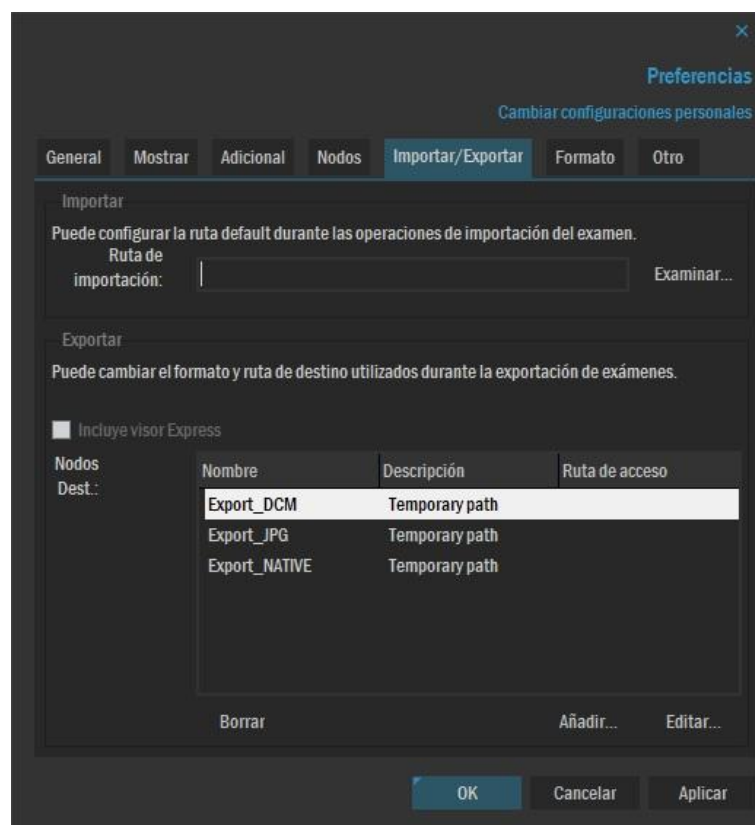 Preferencias
Cambiar configuraciones personales
General Mostrar Adicional Nodos Importar/Exportar Formato Otro
Importar
Puede configurar la ruta default durante las operaciones de importación del examen.
Ruta de
importación:
Examinar...
Exportar
Puede cambiar el formato y ruta de destino utilizados durante la exportación de exámenes.
Incluye visor Express
Nodos
Dest.:
Nombre Descripción Ruta de acceso
Export_DCM Temporary path
Export_JPG Temporary path
Export_NATIVE Temporary path
Borrar Añadir... Editar...
OK Cancelar Aplicar